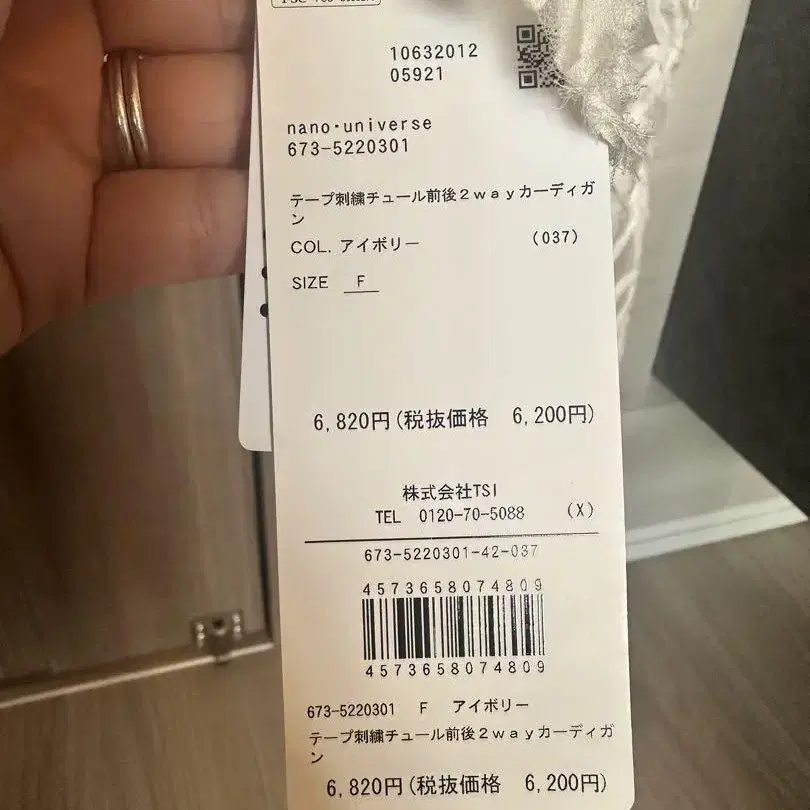 10632012
05921
nano・universe
673-5220301
テープ刺繍チュール前後2wayカーディガ
ン
COL. アイボリー (037)
SIZE F
6,820円(税抜価格 6,200円)
株式会社TSI
TEL 0120-70-5088 (X)
673-5220301-42-037
4573658074809
4573658074809
673-5220301 F アイボリー
テープ刺繍チュール前後2wayカーディガ
ン
6,820円(税抜価格 6,200円)